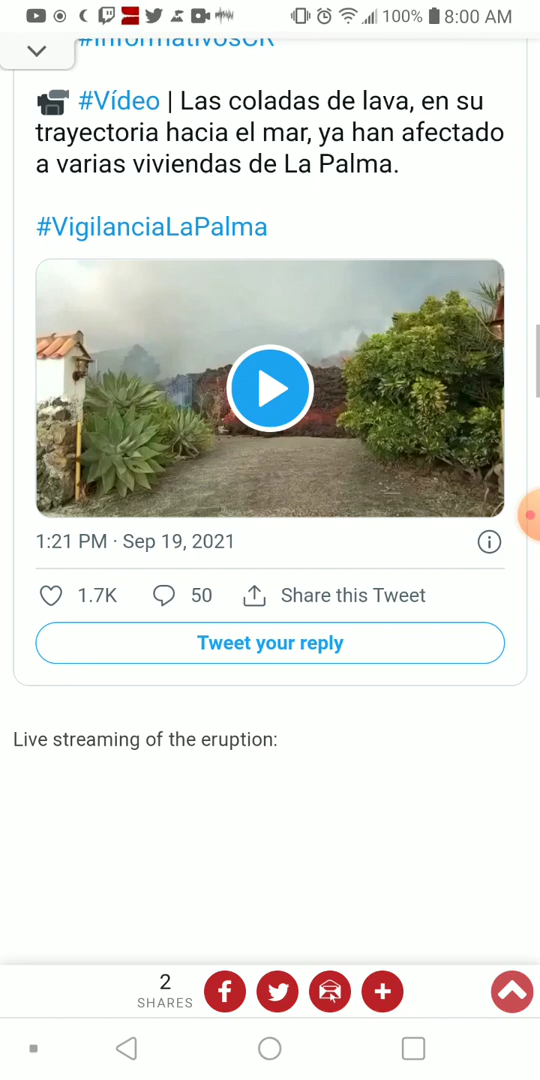 100% 8:00 AM
#InformativosCR
#Vídeo | Las coladas de lava, en su
trayectoria hacia el mar, ya han afectado
a varias viviendas de La Palma.
#VigilanciaLaPalma
1:21 PM · Sep 19, 2021
1.7K 50 Share this Tweet
Tweet your reply
Live streaming of the eruption:
2
SHARES